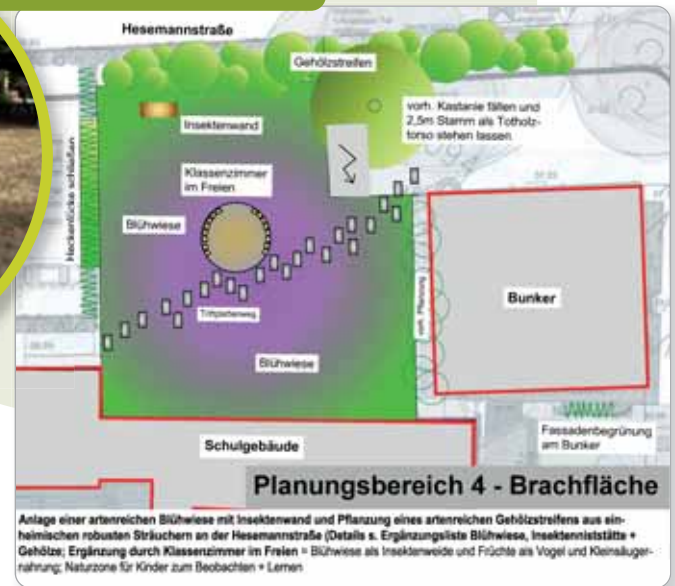 Hesemannstraße
Gehölzstreifen
Insektenwand
vorh. Kastanie fällen und
2,5m Stamm als Totholz-
torso stehen lassen
Heckenlücke schließen
Klassenzimmer
im Freien
Blühwiese
Trittplattenweg
Blühwiese
vorh. Pflanzung
Bunker
Schulgebäude
Fassadenbegrünung
am Bunker
Planungsbereich 4 - Brachfläche
Anlage einer artenreichen Blühwiese mit Insektenwand und Pflanzung eines artenreichen Gehölzstreifens aus ein-
heimischen robusten Sträuchern an der Hesemannstraße (Details s. Ergänzungsliste Blühwiese, Insektenniststätte +
Gehölze; Ergänzung durch Klassenzimmer im Freien = Blühwiese als Insektenweide und Früchte als Vogel und Kleinsäuger-
nahrung; Naturzone für Kinder zum Beobachten + Lernen